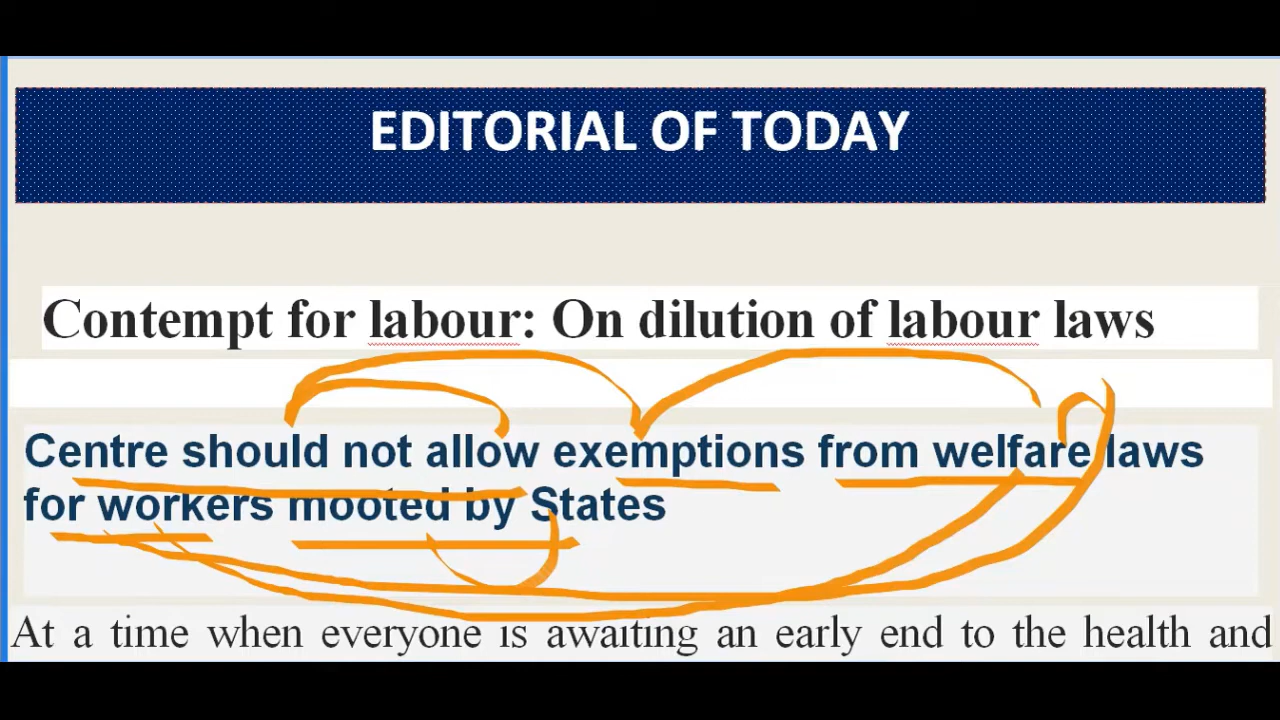 EDITORIAL OF TODAY
Contempt for labour: On dilution of labour laws
Centre should not allow exemptions from welfare laws
for workers mooted by States
At a time when everyone is awaiting an early end to the health and